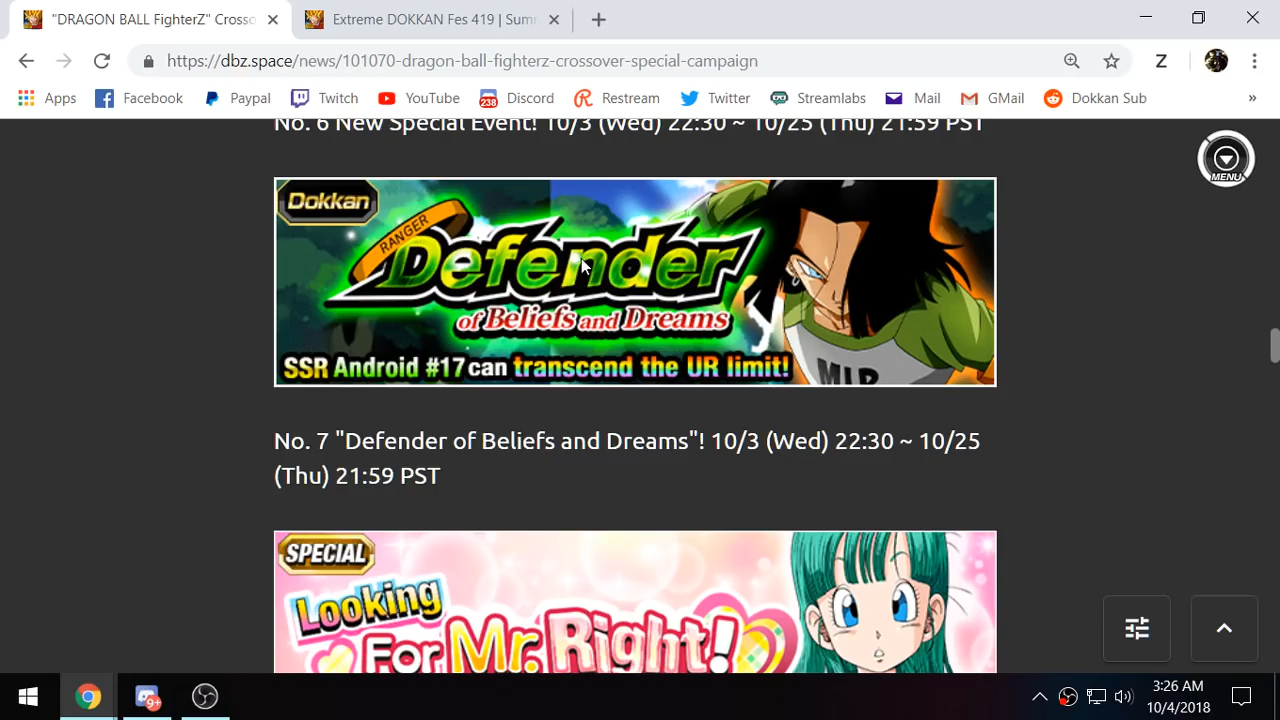 "DRAGON BALL FighterZ" Crosso
Extreme DOKKAN Fes 419 | Sum
https://dbz.space/news/101070-dragon-ball-fighterz-crossover-special-campaign
Z
Apps
Facebook
Paypal
Twitch
YouTube
238
Discord
Restream
Twitter
Streamlabs
Mail
GMail
Dokkan Sub
»
No. 6 New Special Event! 10/3 (Wed) 22:30 ~ 10/25 (Thu) 21:59 PST
MENU
Dokkan
RANGER
Defender
of Beliefs and Dreams
MIR
SSR Android #17 can transcend the UR limit!
No. 7 "Defender of Beliefs and Dreams"! 10/3 (Wed) 22:30 ~ 10/25
(Thu) 21:59 PST
SPECIAL
Looking
For Mr. Right!
9+
3:26 AM
10/4/2018